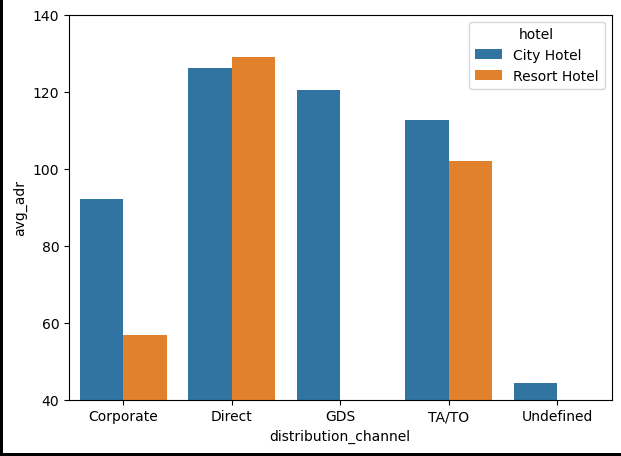 140
120
100
80
60
40
avg_adr
hotel
City Hotel
Resort Hotel
Corporate
Direct
GDS
TA/TO
Undefined
distribution_channel